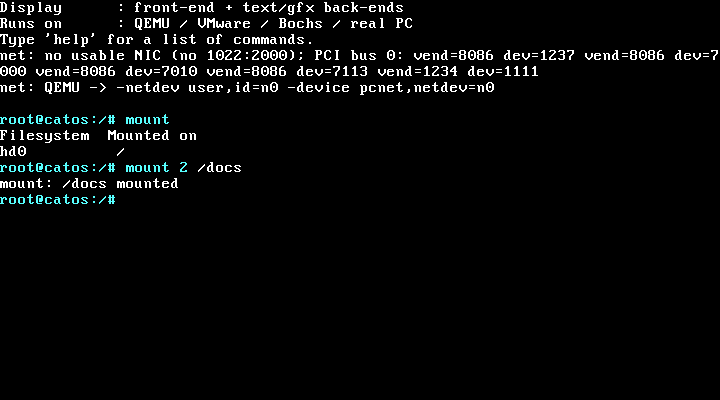 Display       : front-end + text/gfx back-ends
Runs on       : QEMU / VMware / Bochs / real PC
Type 'help' for a list of commands.
net: no usable NIC (no 1022:2000); PCI bus 0: vend=8086 dev=1237 vend=8086 dev=7
000 vend=8086 dev=7010 vend=8086 dev=7113 vend=1234 dev=1111
net: QEMU -> -netdev user,id=n0 -device pcnet,netdev=n0
root@catos:/# mount
Filesystem  Mounted on
hd0          /
root@catos:/# mount 2 /docs
mount: /docs mounted
root@catos:/#